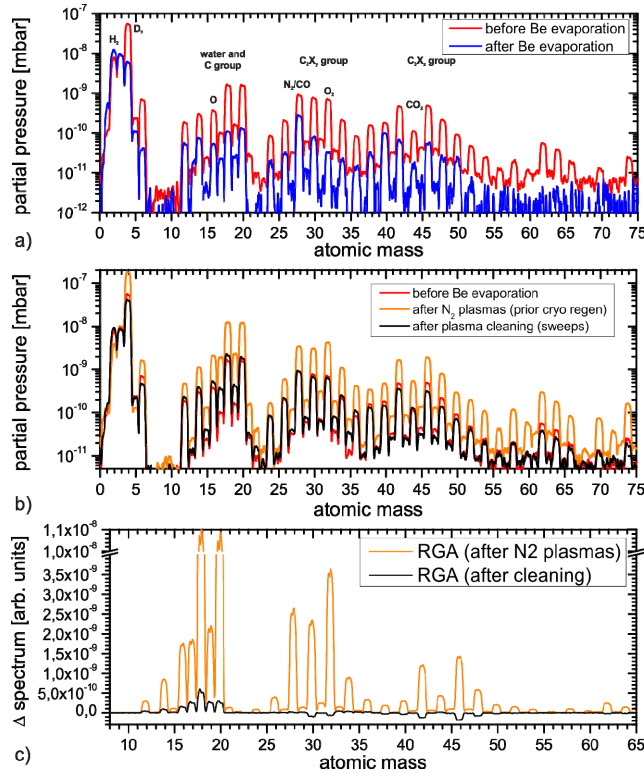 partial pressure [mbar]
10⁻⁷
10⁻⁸
10⁻⁹
10⁻¹⁰
10⁻¹¹
10⁻¹²
H₂
D₂
water and
C group
O
N₂/CO
O₂
CO₂
before Be evaporation
after Be evaporation
0 5 10 15 20 25 30 35 40 45 50 55 60 65 70 75
atomic mass
a)
partial pressure [mbar]
10⁻⁷
10⁻⁸
10⁻⁹
10⁻¹⁰
10⁻¹¹
before Be evaporation
after N₂ plasmas (prior cryo regen)
after plasma cleaning (sweeps)
0 5 10 15 20 25 30 35 40 45 50 55 60 65 70 75
atomic mass
b)
Δ spectrum [arb. units]
1,1x10⁻⁸
1,0x10⁻⁸
3,5x10⁻⁹
3,0x10⁻⁹
2,5x10⁻⁹
2,0x10⁻⁹
1,5x10⁻⁹
1,0x10⁻⁹
5,0x10⁻¹⁰
0,0
RGA (after N2 plasmas)
RGA (after cleaning)
10 15 20 25 30 35 40 45 50 55 60 65
atomic mass
c)